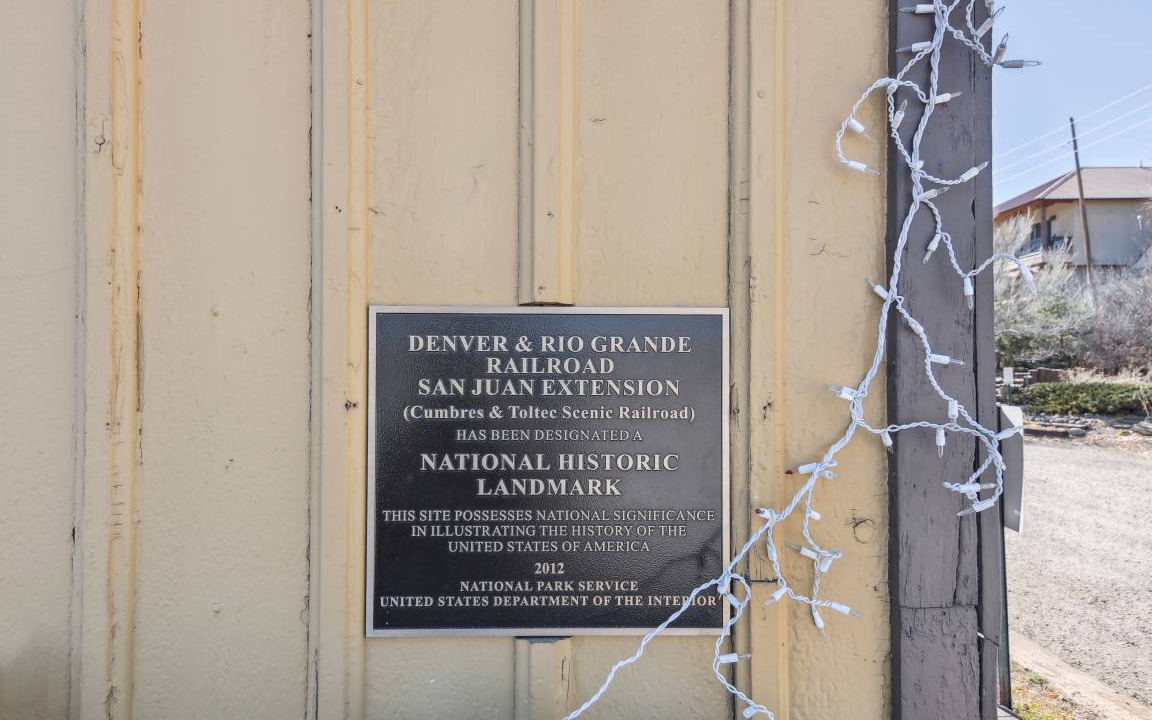 DENVER & RIO GRANDE
RAILROAD
SAN JUAN EXTENSION
(Cumbres & Toltec Scenic Railroad)
HAS BEEN DESIGNATED A
NATIONAL HISTORIC
LANDMARK
THIS SITE POSSESSES NATIONAL SIGNIFICANCE
IN ILLUSTRATING THE HISTORY OF THE
UNITED STATES OF AMERICA
2012
NATIONAL PARK SERVICE
UNITED STATES DEPARTMENT OF THE INTERIOR